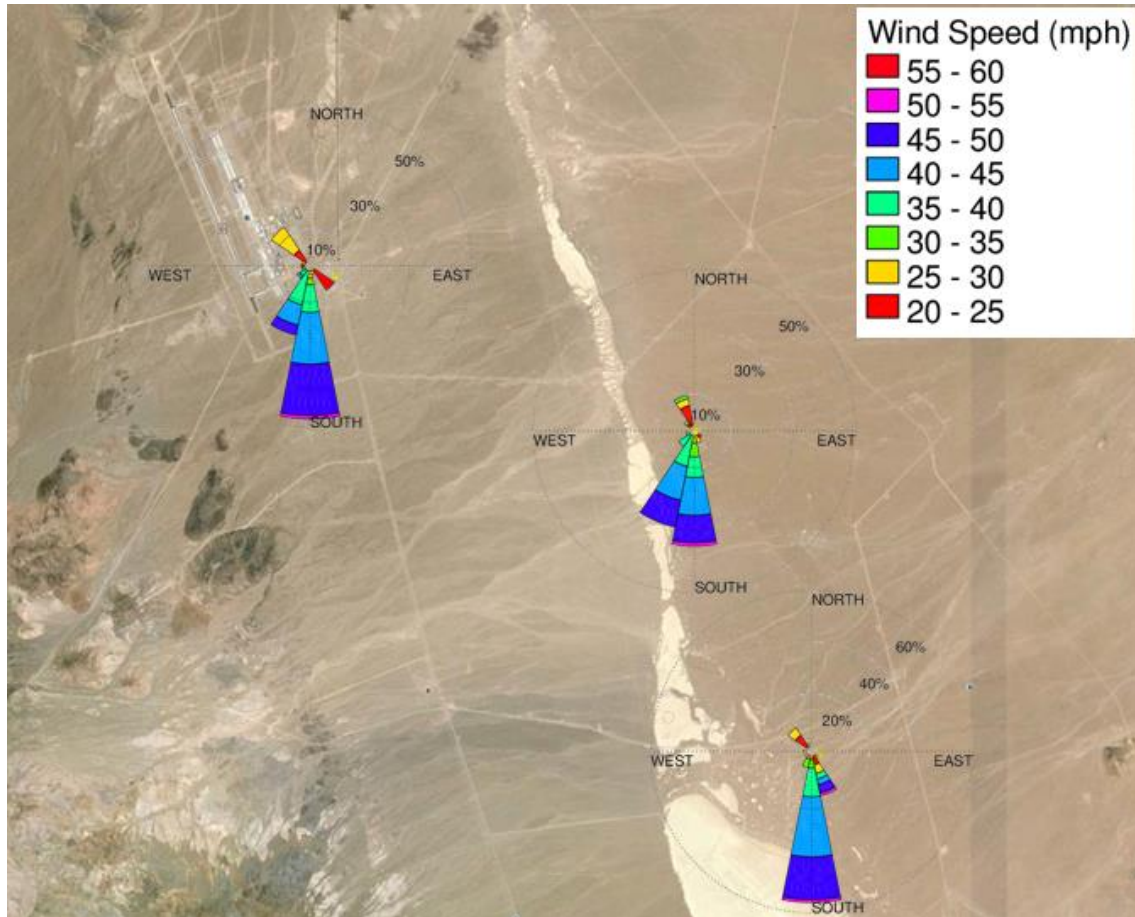 Wind Speed (mph)
55 - 60
50 - 55
45 - 50
40 - 45
35 - 40
30 - 35
25 - 30
20 - 25
NORTH
50%
30%
10%
WEST
EAST
SOUTH
NORTH
50%
30%
10%
WEST
EAST
SOUTH
NORTH
60%
40%
20%
WEST
EAST
SOUTH